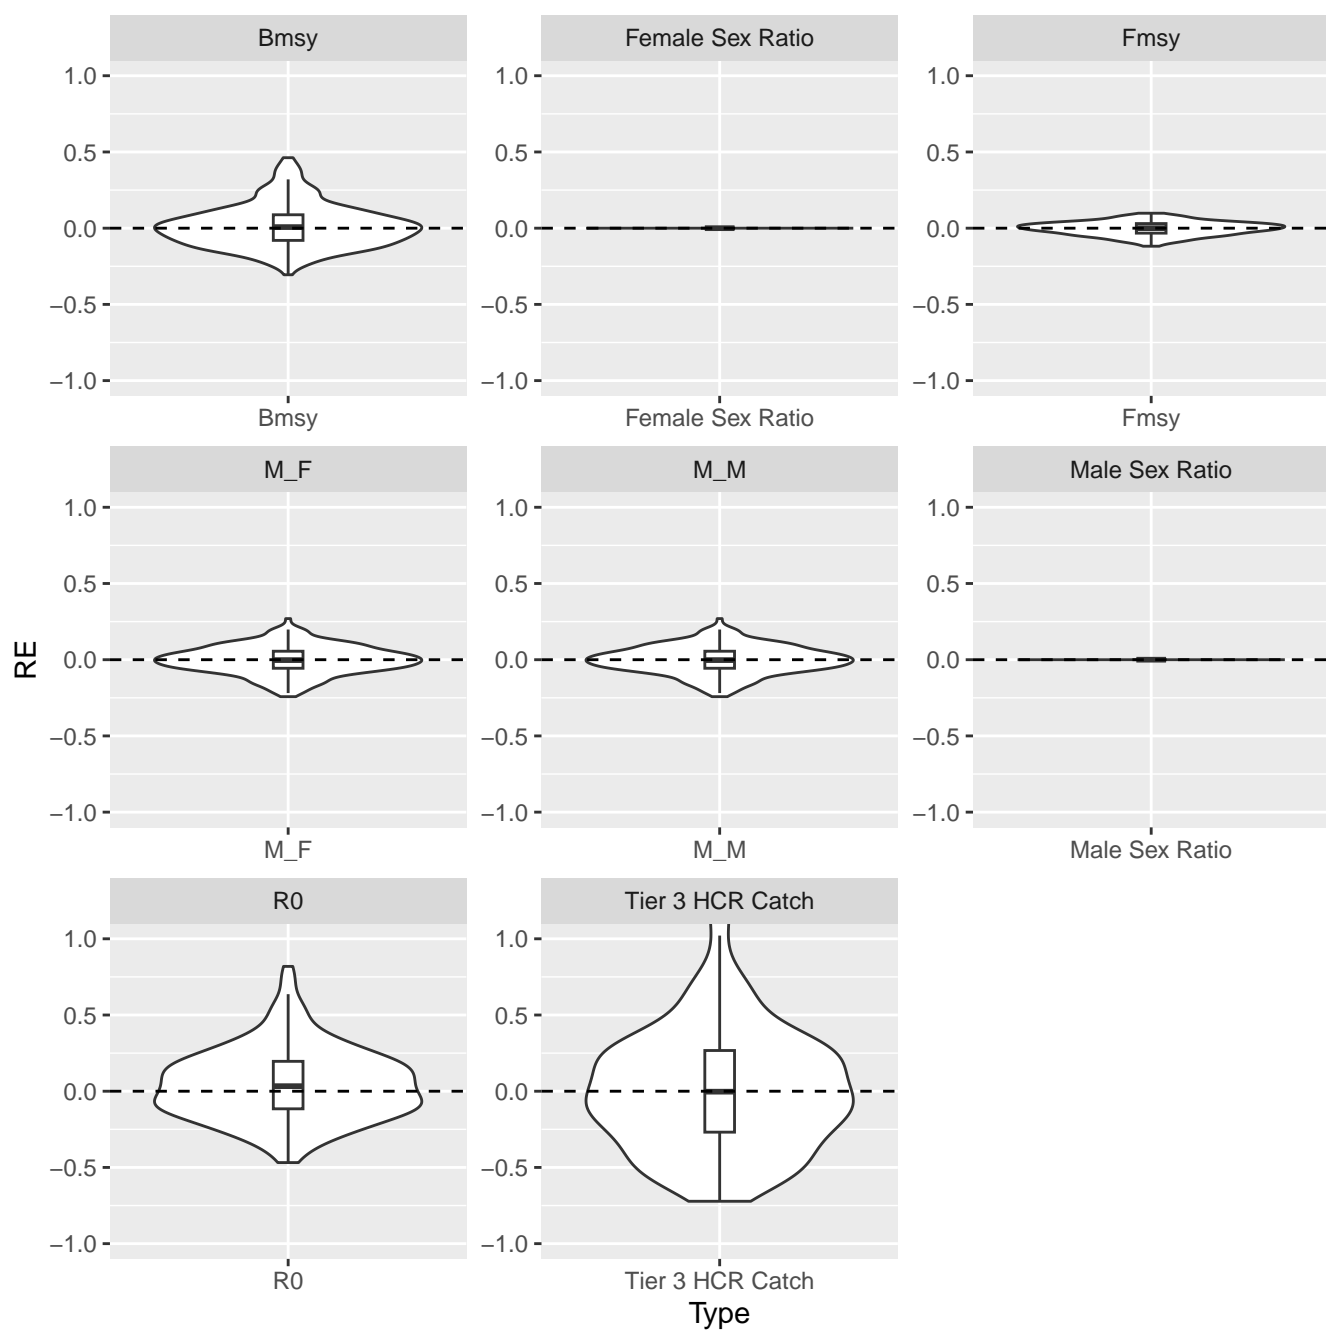 Bmsy Female Sex Ratio Fmsy
1.0 1.0 1.0
0.5 0.5 0.5
0.0 0.0 0.0
−0.5 −0.5 −0.5
−1.0 −1.0 −1.0
Bmsy Female Sex Ratio Fmsy
M_F M_M Male Sex Ratio
1.0 1.0 1.0
0.5 0.5 0.5
RE
0.0 0.0 0.0
−0.5 −0.5 −0.5
−1.0 −1.0 −1.0
M_F M_M Male Sex Ratio
R0 Tier 3 HCR Catch
1.0 1.0
0.5 0.5
0.0 0.0
−0.5 −0.5
−1.0 −1.0
R0 Tier 3 HCR Catch
Type